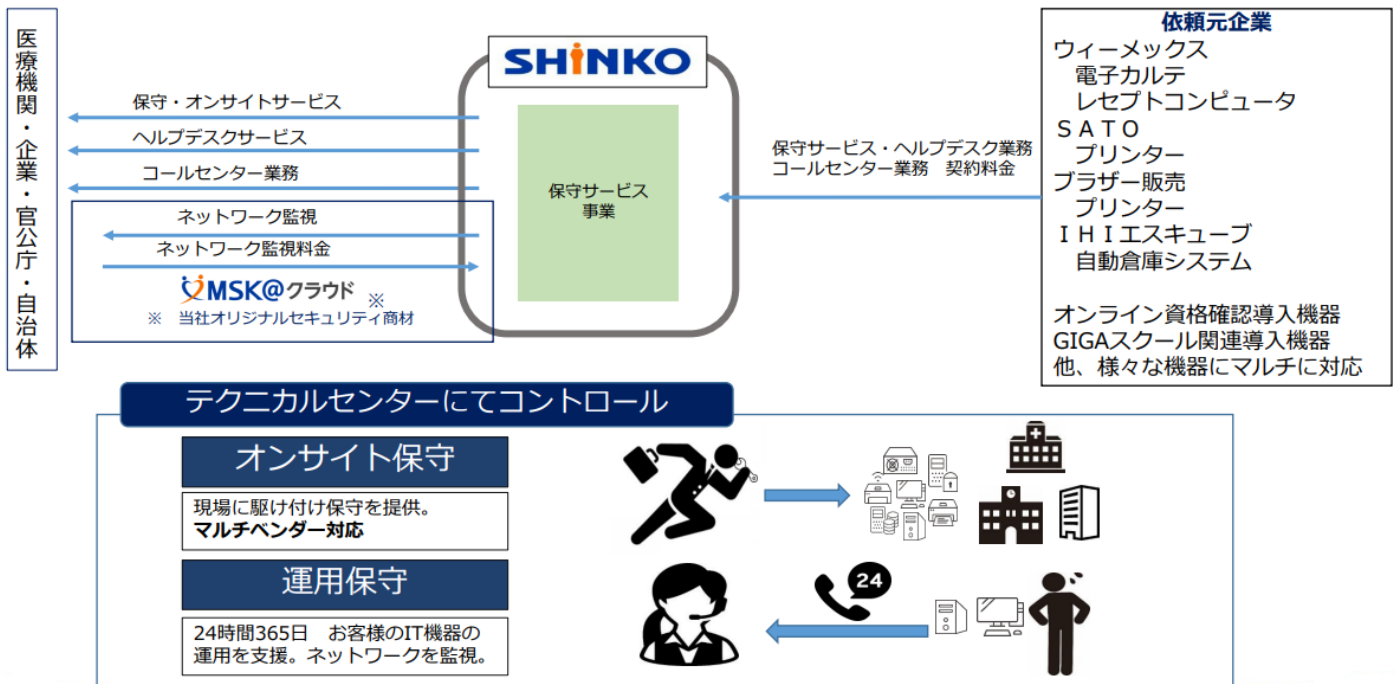 医療機関・企業・官公庁・自治体
SHiNKO
保守・オンサイトサービス
ヘルプデスクサービス
コールセンター業務
ネットワーク監視
ネットワーク監視料金
MSK@クラウド ※
※ 当社オリジナルセキュリティ商材
保守サービス
事業
保守サービス・ヘルプデスク業務
コールセンター業務 契約料金
依頼元企業
ウィーメックス
電子カルテ
レセプトコンピュータ
ＳＡＴＯ
プリンター
ブラザー販売
プリンター
ＩＨＩエスキューブ
自動倉庫システム
オンライン資格確認導入機器
GIGAスクール関連導入機器
他、様々な機器にマルチに対応
テクニカルセンターにてコントロール
オンサイト保守
現場に駆け付け保守を提供。
マルチベンダー対応
運用保守
24時間365日 お客様のIT機器の
運用を支援。ネットワークを監視。
24